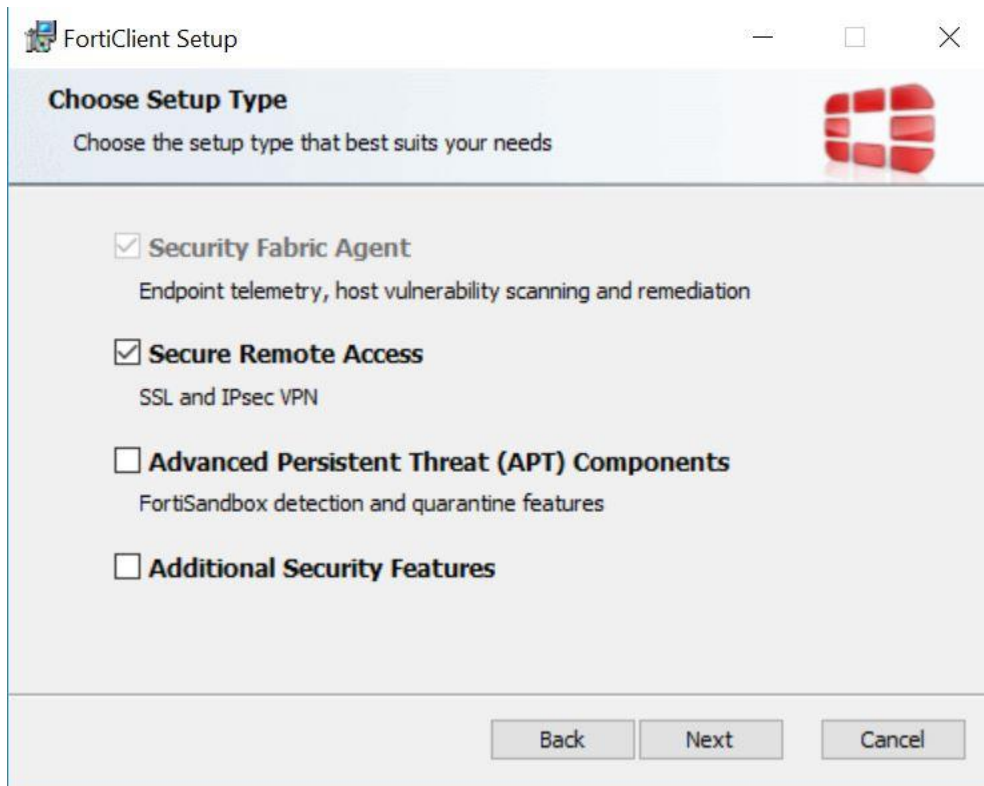 FortiClient Setup
Choose Setup Type
Choose the setup type that best suits your needs
Security Fabric Agent
Endpoint telemetry, host vulnerability scanning and remediation
Secure Remote Access
SSL and IPsec VPN
Advanced Persistent Threat (APT) Components
FortiSandbox detection and quarantine features
Additional Security Features
Back Next Cancel